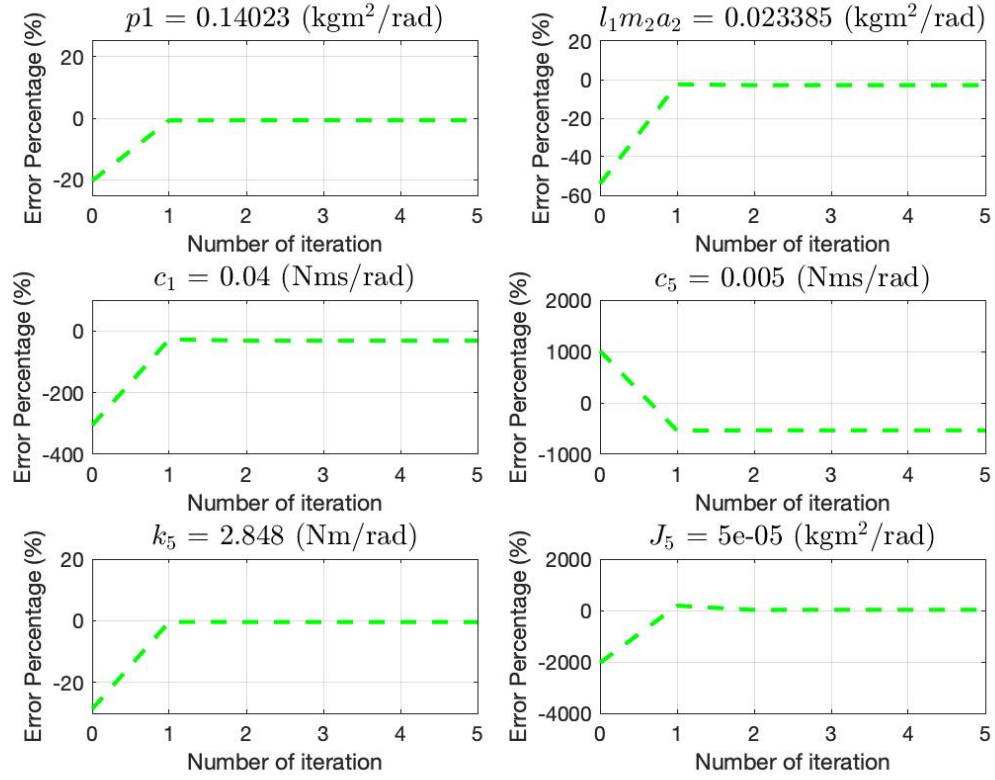 p1 = 0.14023 (kgm²/rad)
Error Percentage (%)
20
0
-20
0 1 2 3 4 5
Number of iteration
l₁m₂a₂ = 0.023385 (kgm²/rad)
Error Percentage (%)
20
0
-20
-40
-60
0 1 2 3 4 5
Number of iteration
c₁ = 0.04 (Nms/rad)
Error Percentage (%)
0
-200
-400
0 1 2 3 4 5
Number of iteration
c₅ = 0.005 (Nms/rad)
Error Percentage (%)
2000
1000
0
-1000
0 1 2 3 4 5
Number of iteration
k₅ = 2.848 (Nm/rad)
Error Percentage (%)
20
0
-20
0 1 2 3 4 5
Number of iteration
J₅ = 5e-05 (kgm²/rad)
Error Percentage (%)
2000
0
-2000
-4000
0 1 2 3 4 5
Number of iteration